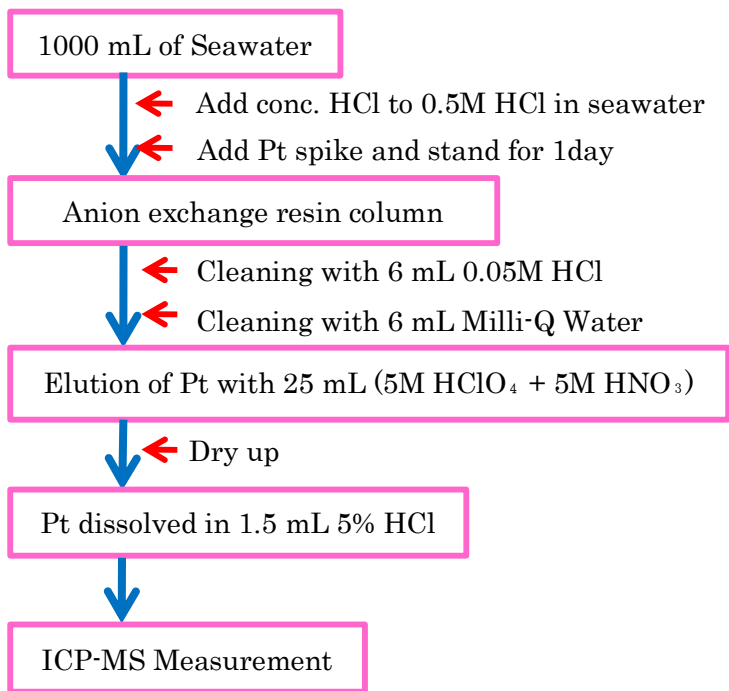 1000 mL of Seawater
Add conc. HCl to 0.5M HCl in seawater
Add Pt spike and stand for 1day
Anion exchange resin column
Cleaning with 6 mL 0.05M HCl
Cleaning with 6 mL Milli-Q Water
Elution of Pt with 25 mL (5M HClO₄ + 5M HNO₃)
Dry up
Pt dissolved in 1.5 mL 5% HCl
ICP-MS Measurement